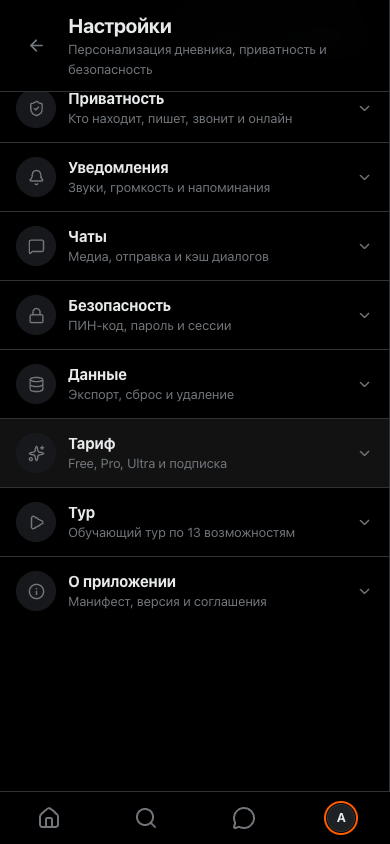 Настройки
Персонализация дневника, приватность и
безопасность
Приватность
Кто находит, пишет, звонит и онлайн
Уведомления
Звуки, громкость и напоминания
Чаты
Медиа, отправка и кэш диалогов
Безопасность
ПИН-код, пароль и сессии
Данные
Экспорт, сброс и удаление
Тариф
Free, Pro, Ultra и подписка
Тур
Обучающий тур по 13 возможностям
О приложении
Манифест, версия и соглашения
A